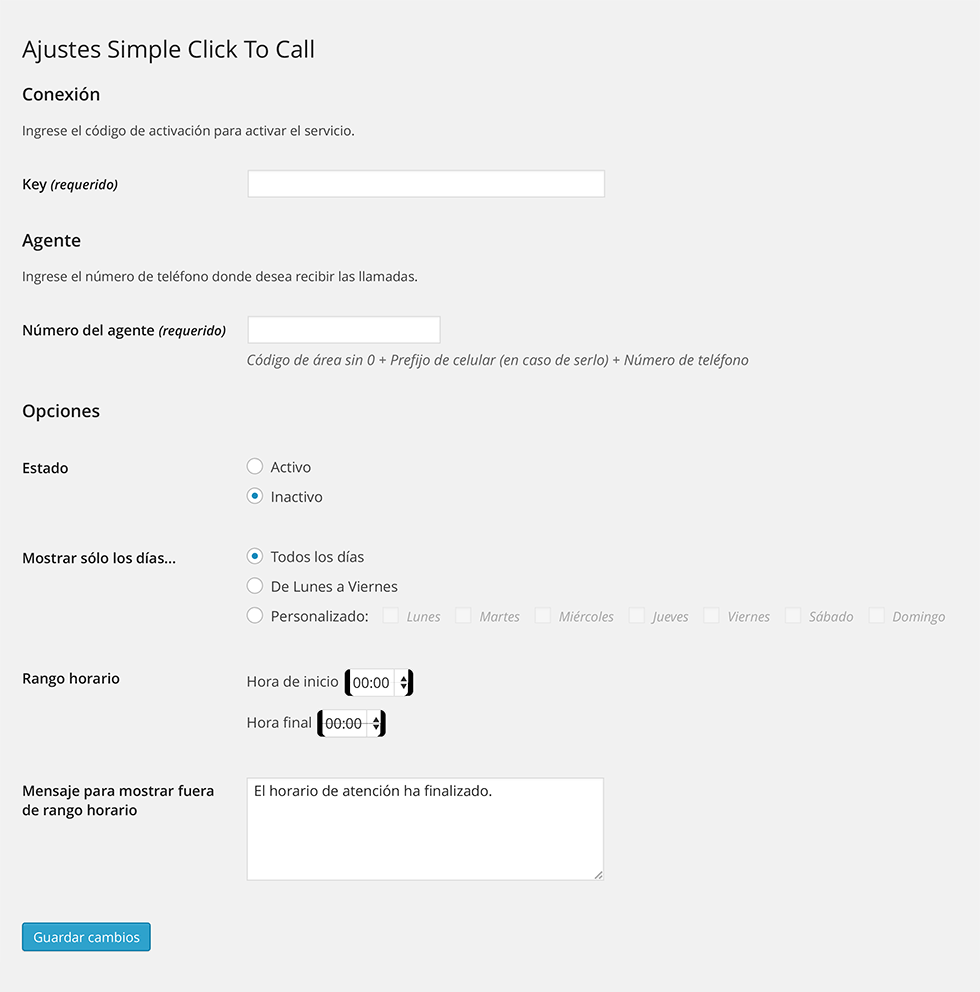 Ajustes Simple Click To Call
Conexión
Ingrese el código de activación para activar el servicio.
Key (requerido)
Agente
Ingrese el número de teléfono donde desea recibir las llamadas.
Número del agente (requerido)
Código de área sin 0 + Prefijo de celular (en caso de serlo) + Número de teléfono
Opciones
Estado
Activo
Inactivo
Mostrar sólo los días...
Todos los días
De Lunes a Viernes
Personalizado: Lunes Martes Miércoles Jueves Viernes Sábado Domingo
Rango horario
Hora de inicio 00:00
Hora final 00:00
Mensaje para mostrar fuera
de rango horario
El horario de atención ha finalizado.
Guardar cambios